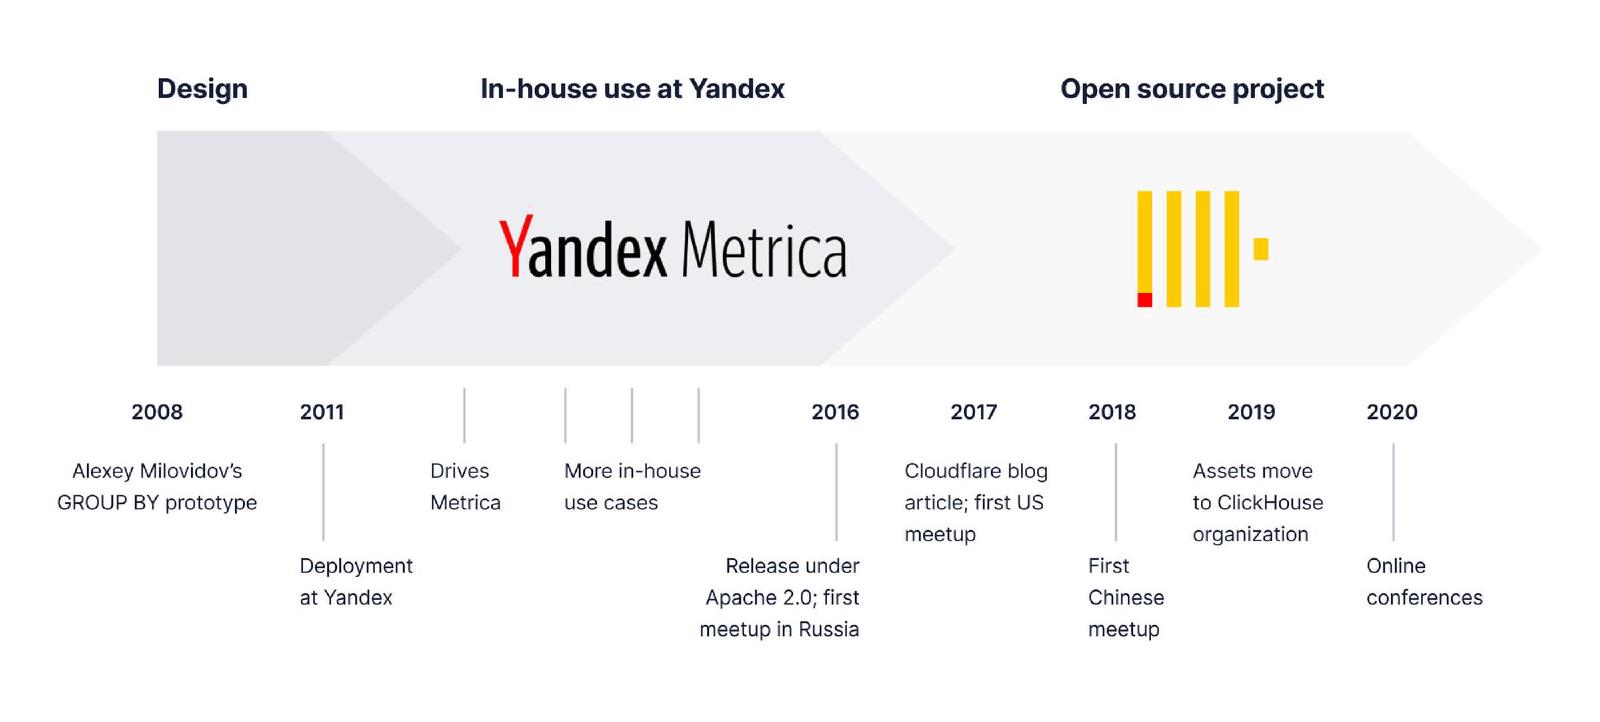 Design
In-house use at Yandex
Open source project
Yandex Metrica
2008
2011
2016
2017
2018
2019
2020
Alexey Milovidov’s
GROUP BY prototype
Deployment
at Yandex
Drives
Metrica
More in-house
use cases
Release under
Apache 2.0; first
meetup in Russia
Cloudflare blog
article; first US
meetup
First
Chinese
meetup
Assets move
to ClickHouse
organization
Online
conferences